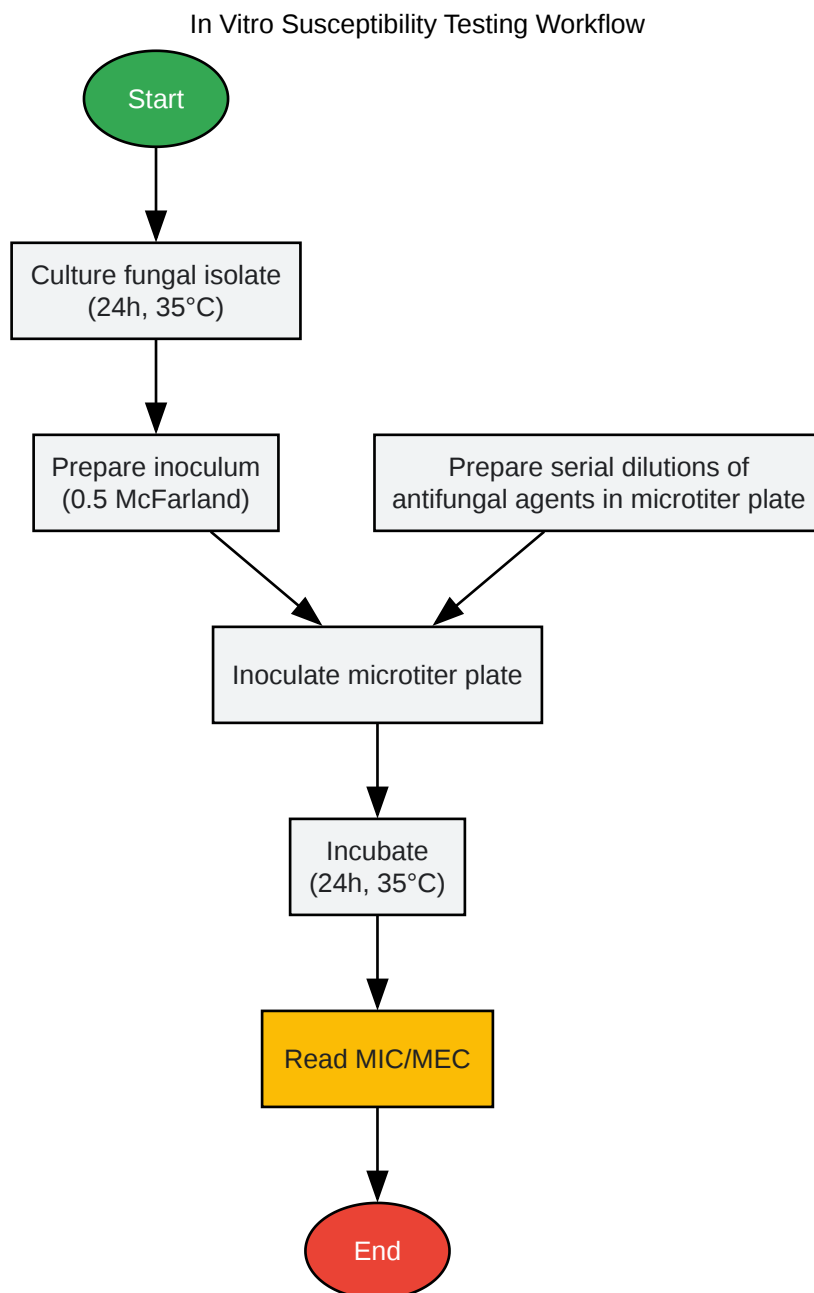 In Vitro Susceptibility Testing Workflow
Start
Culture fungal isolate
(24h, 35°C)
Prepare inoculum
(0.5 McFarland)
Prepare serial dilutions of
antifungal agents in microtiter plate
Inoculate microtiter plate
Incubate
(24h, 35°C)
Read MIC/MEC
End